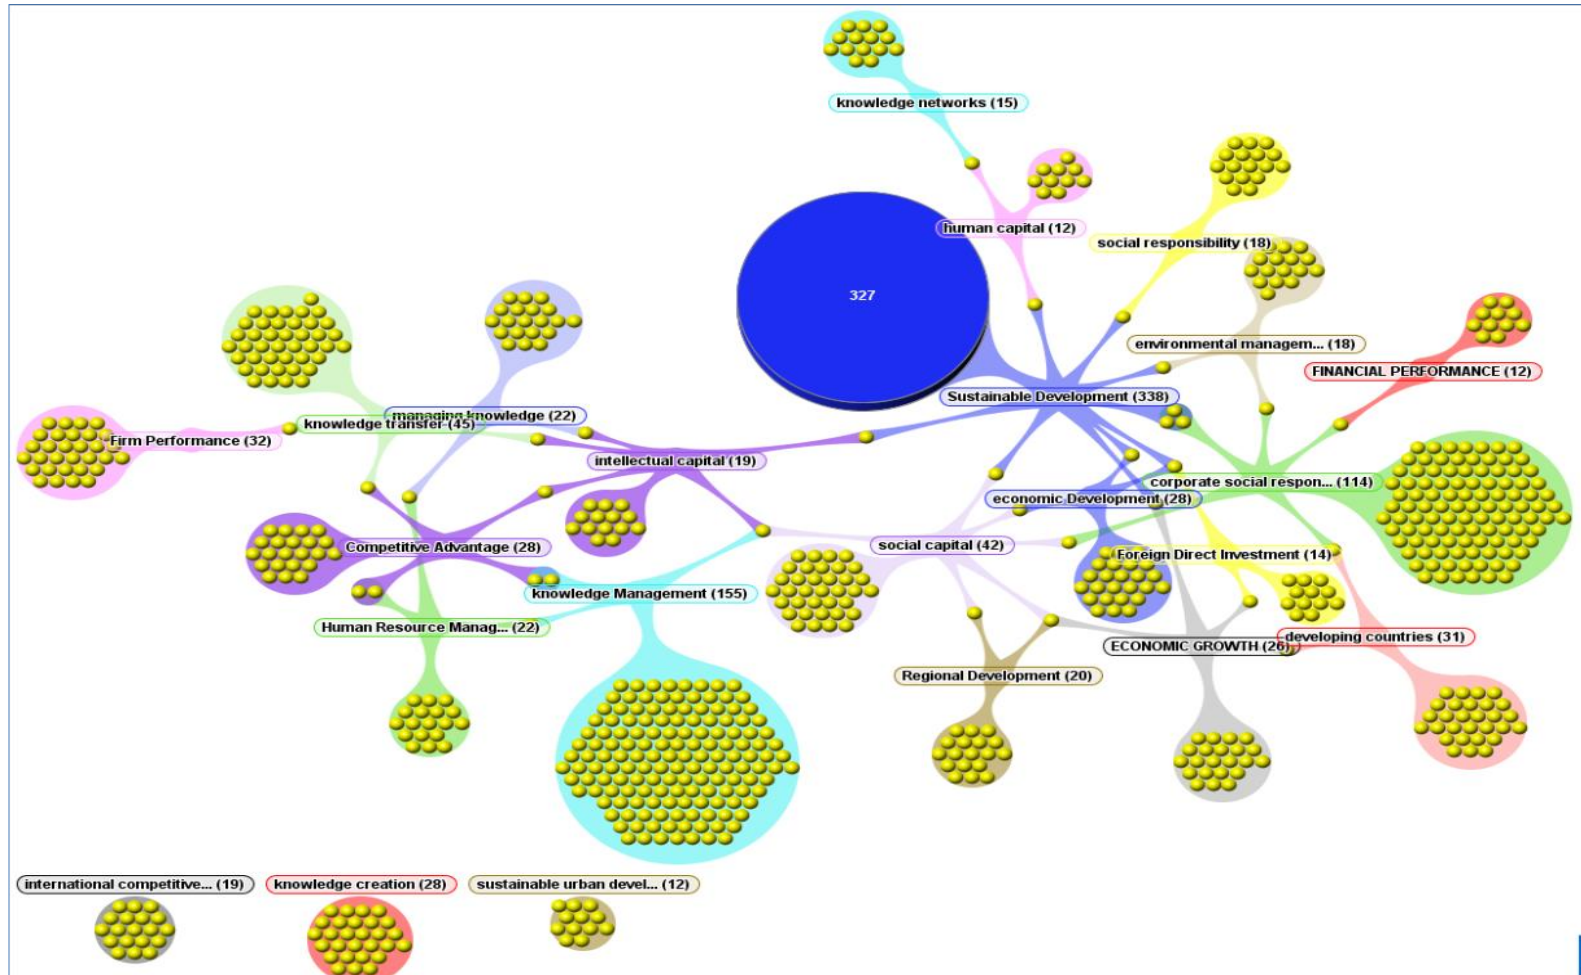 knowledge networks (15)
human capital (12)
social responsibility (18)
327
environmental managem... (18)
FINANCIAL PERFORMANCE (12)
Sustainable Development (338)
managing knowledge (22)
knowledge transfer (45)
Firm Performance (32)
intellectual capital (19)
corporate social respon... (114)
economic Development (28)
Competitive Advantage (28)
social capital (42)
Foreign Direct Investment (14)
knowledge Management (155)
Human Resource Manag... (22)
developing countries (31)
ECONOMIC GROWTH (26)
Regional Development (20)
international competitive... (19)
knowledge creation (28)
sustainable urban devel... (12)